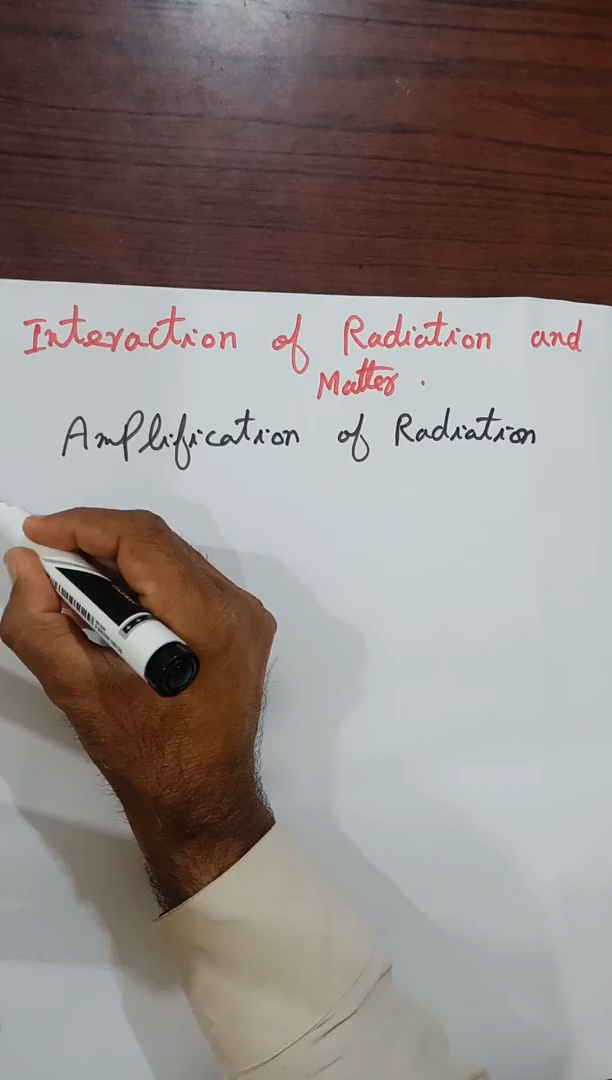 Interaction of Radiation and
Matter.
Amplification of Radiation